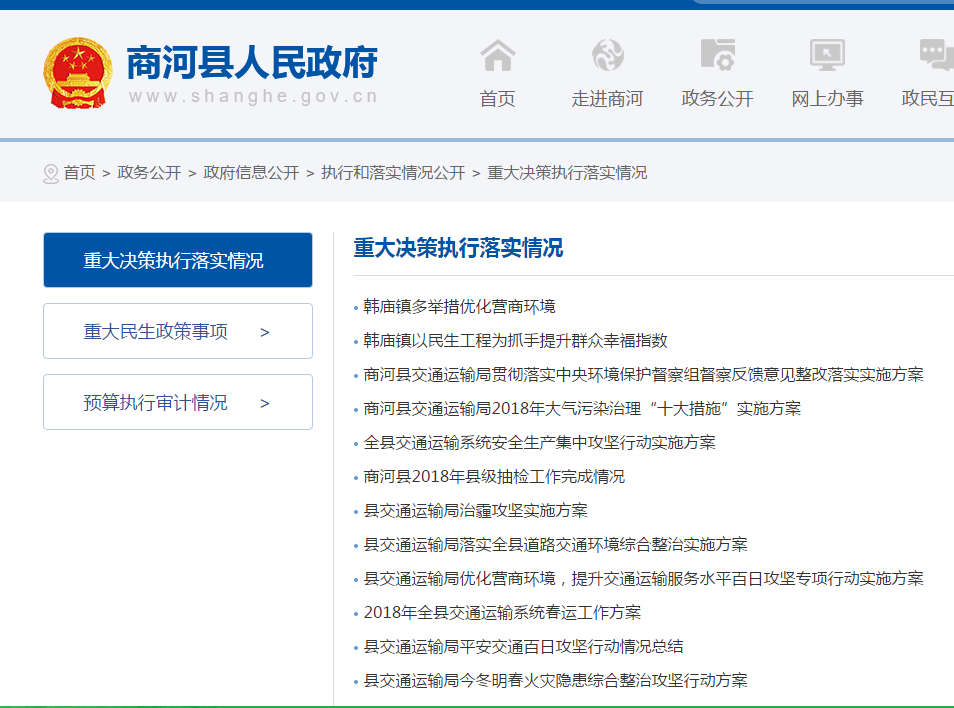 商河县人民政府
www.shanghe.gov.cn
首页 走进商河 政务公开 网上办事 政民互
首页 > 政务公开 > 政府信息公开 > 执行和落实情况公开 > 重大决策执行落实情况
重大决策执行落实情况
重大民生政策事项 >
预算执行审计情况 >
重大决策执行落实情况
韩庙镇多举措优化营商环境
韩庙镇以民生工程为抓手提升群众幸福指数
商河县交通运输局贯彻落实中央环境保护督察组督察反馈意见整改落实实施方案
商河县交通运输局2018年大气污染治理“十大措施”实施方案
全县交通运输系统安全生产集中攻坚行动实施方案
商河县2018年县级抽检工作完成情况
县交通运输局治霾攻坚实施方案
县交通运输局落实全县道路交通环境综合整治实施方案
县交通运输局优化营商环境，提升交通运输服务水平百日攻坚专项行动实施方案
2018年全县交通运输系统春运工作方案
县交通运输局平安交通百日攻坚行动情况总结
县交通运输局今冬明春火灾隐患综合整治攻坚行动方案